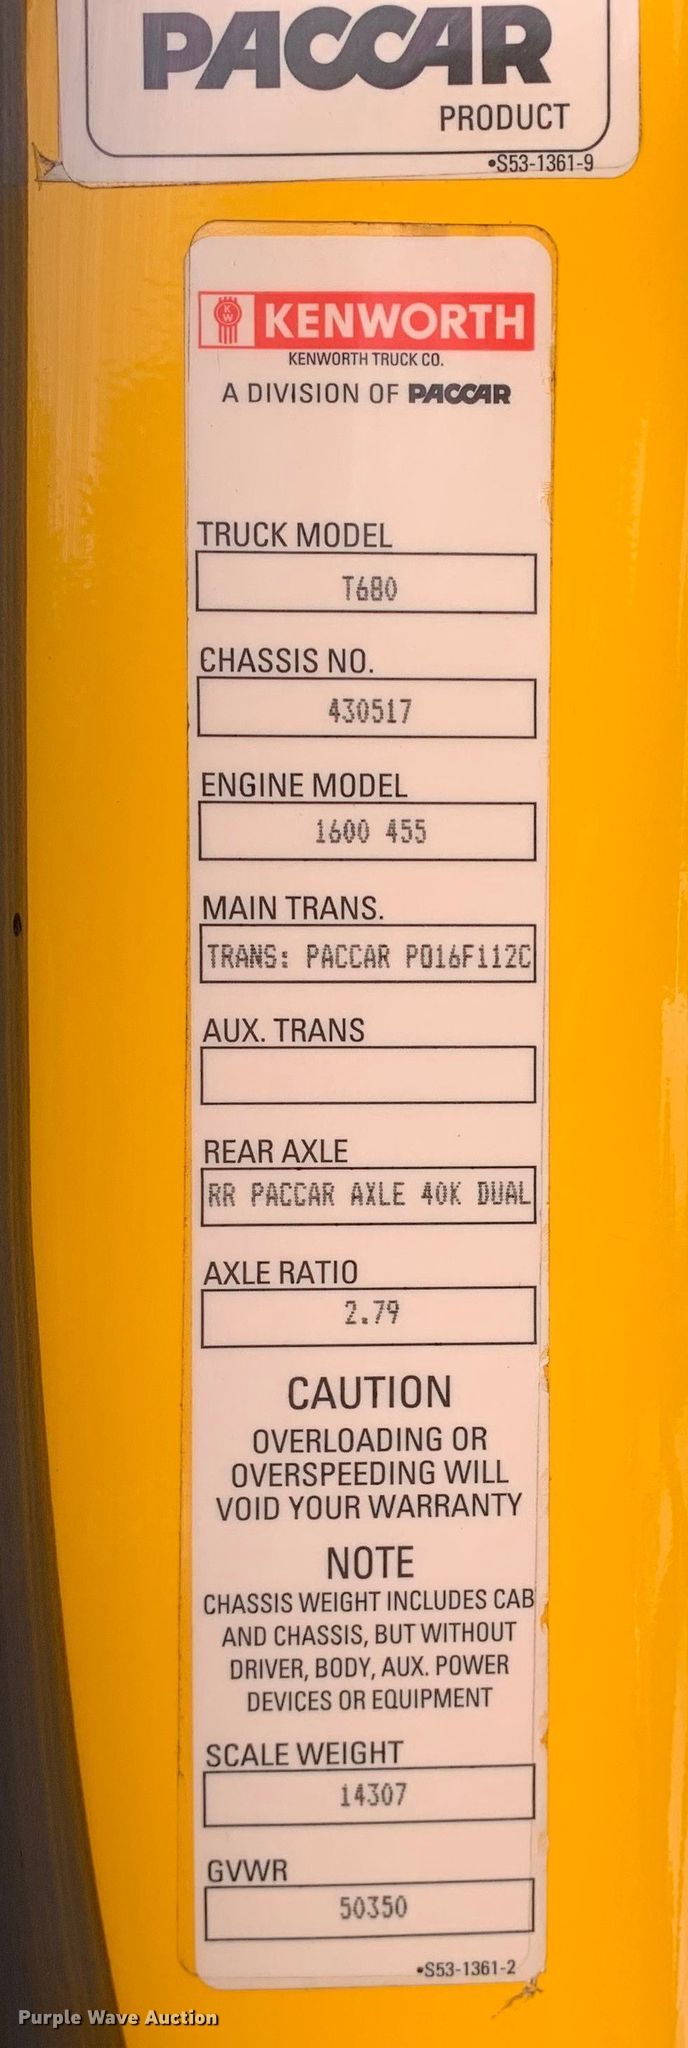 PACCAR
PRODUCT
•S53-1361-9
KW
KENWORTH
KENWORTH TRUCK CO.
A DIVISION OF PACCAR
TRUCK MODEL
T680
CHASSIS NO.
430517
ENGINE MODEL
1600 455
MAIN TRANS.
TRANS: PACCAR PO16F112C
AUX. TRANS
REAR AXLE
RR PACCAR AXLE 40K DUAL
AXLE RATIO
2.79
CAUTION
OVERLOADING OR
OVERSPEEDING WILL
VOID YOUR WARRANTY
NOTE
CHASSIS WEIGHT INCLUDES CAB
AND CHASSIS, BUT WITHOUT
DRIVER, BODY, AUX. POWER
DEVICES OR EQUIPMENT
SCALE WEIGHT
14307
GVWR
50350
•S53-1361-2
Purple Wave Auction